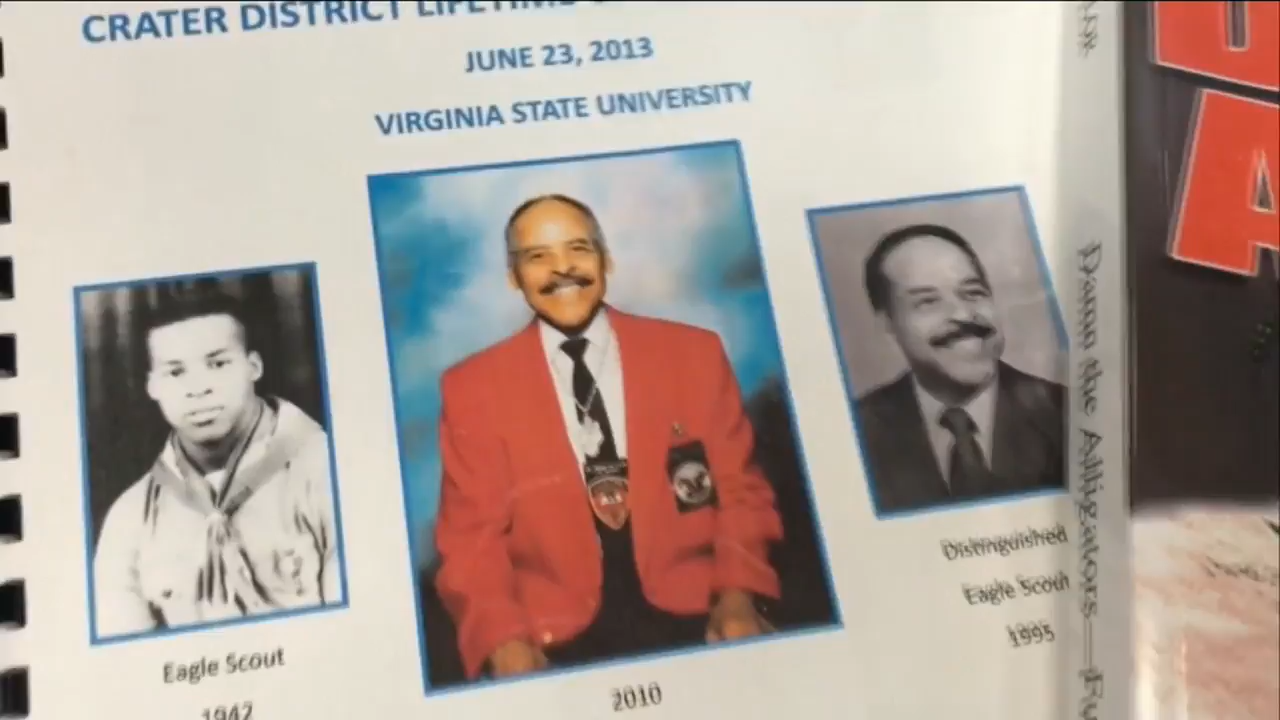 CRATER DISTRICT LIFETIME
JUNE 23, 2013
VIRGINIA STATE UNIVERSITY
Eagle Scout
1942
2010
Distinguished
Eagle Scout
1995
Damn the Alligators—Fu